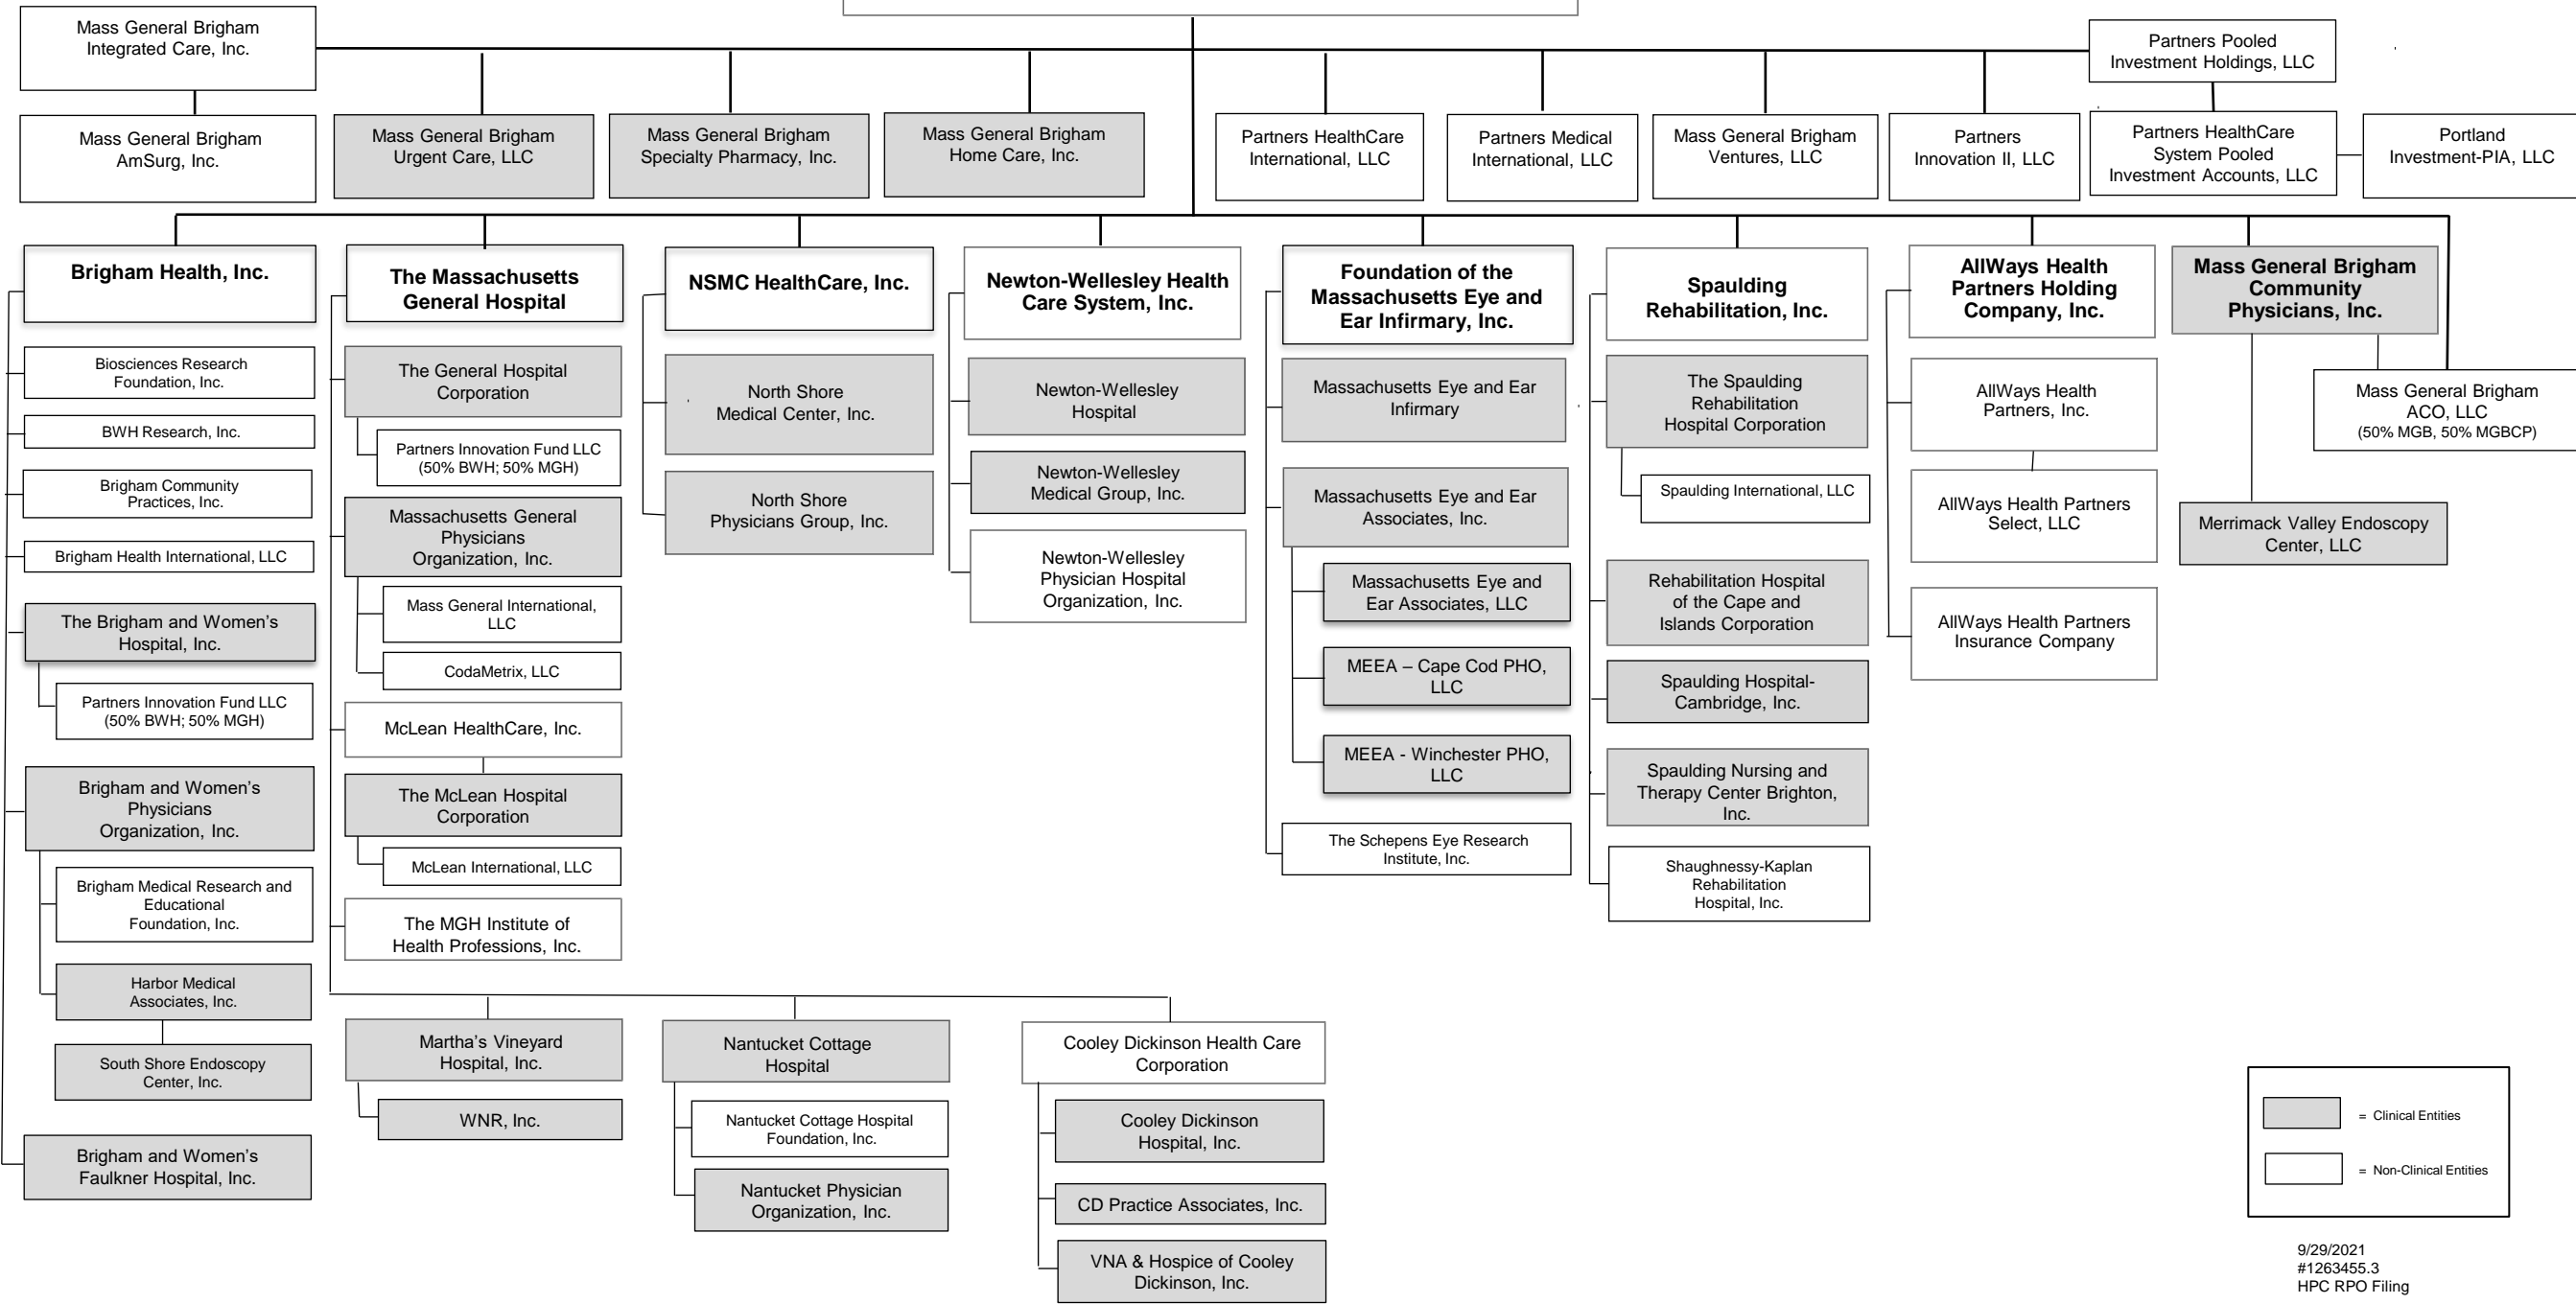 Mass General Brigham
Integrated Care, Inc.
Partners Pooled
Investment Holdings, LLC
Mass General Brigham
AmSurg, Inc.
Mass General Brigham
Urgent Care, LLC
Mass General Brigham
Specialty Pharmacy, Inc.
Mass General Brigham
Home Care, Inc.
Partners HealthCare
International, LLC
Partners Medical
International, LLC
Mass General Brigham
Ventures, LLC
Partners
Innovation II, LLC
Partners HealthCare
System Pooled
Investment Accounts, LLC
Portland
Investment-PIA, LLC
Brigham Health, Inc.
Biosciences Research
Foundation, Inc.
BWH Research, Inc.
Brigham Community
Practices, Inc.
Brigham Health International, LLC
The Brigham and Women's
Hospital, Inc.
Partners Innovation Fund LLC
(50% BWH; 50% MGH)
Brigham and Women's
Physicians
Organization, Inc.
Brigham Medical Research and
Educational
Foundation, Inc.
Harbor Medical
Associates, Inc.
South Shore Endoscopy
Center, Inc.
Brigham and Women's
Faulkner Hospital, Inc.
The Massachusetts
General Hospital
The General Hospital
Corporation
Partners Innovation Fund LLC
(50% BWH; 50% MGH)
Massachusetts General
Physicians
Organization, Inc.
Mass General International,
LLC
CodaMetrix, LLC
McLean HealthCare, Inc.
The McLean Hospital
Corporation
McLean International, LLC
The MGH Institute of
Health Professions, Inc.
Martha's Vineyard
Hospital, Inc.
WNR, Inc.
Nantucket Cottage
Hospital
Nantucket Cottage Hospital
Foundation, Inc.
Nantucket Physician
Organization, Inc.
Cooley Dickinson Health Care
Corporation
Cooley Dickinson
Hospital, Inc.
CD Practice Associates, Inc.
VNA & Hospice of Cooley
Dickinson, Inc.
NSMC HealthCare, Inc.
North Shore
Medical Center, Inc.
North Shore
Physicians Group, Inc.
Newton-Wellesley Health
Care System, Inc.
Newton-Wellesley
Hospital
Newton-Wellesley
Medical Group, Inc.
Newton-Wellesley
Physician Hospital
Organization, Inc.
Foundation of the
Massachusetts Eye and
Ear Infirmary, Inc.
Massachusetts Eye and Ear
Infirmary
Massachusetts Eye and Ear
Associates, Inc.
Massachusetts Eye and
Ear Associates, LLC
MEEA – Cape Cod PHO,
LLC
MEEA - Winchester PHO,
LLC
The Schepens Eye Research
Institute, Inc.
Spaulding
Rehabilitation, Inc.
The Spaulding
Rehabilitation
Hospital Corporation
Spaulding International, LLC
Rehabilitation Hospital
of the Cape and
Islands Corporation
Spaulding Hospital-
Cambridge, Inc.
Spaulding Nursing and
Therapy Center Brighton,
Inc.
Shaughnessy-Kaplan
Rehabilitation
Hospital, Inc.
AllWays Health
Partners Holding
Company, Inc.
AllWays Health
Partners, Inc.
AllWays Health Partners
Select, LLC
AllWays Health Partners
Insurance Company
Mass General Brigham
Community
Physicians, Inc.
Mass General Brigham
ACO, LLC
(50% MGB, 50% MGBCP)
Merrimack Valley Endoscopy
Center, LLC
= Clinical Entities
= Non-Clinical Entities
9/29/2021
#1263455.3
HPC RPO Filing